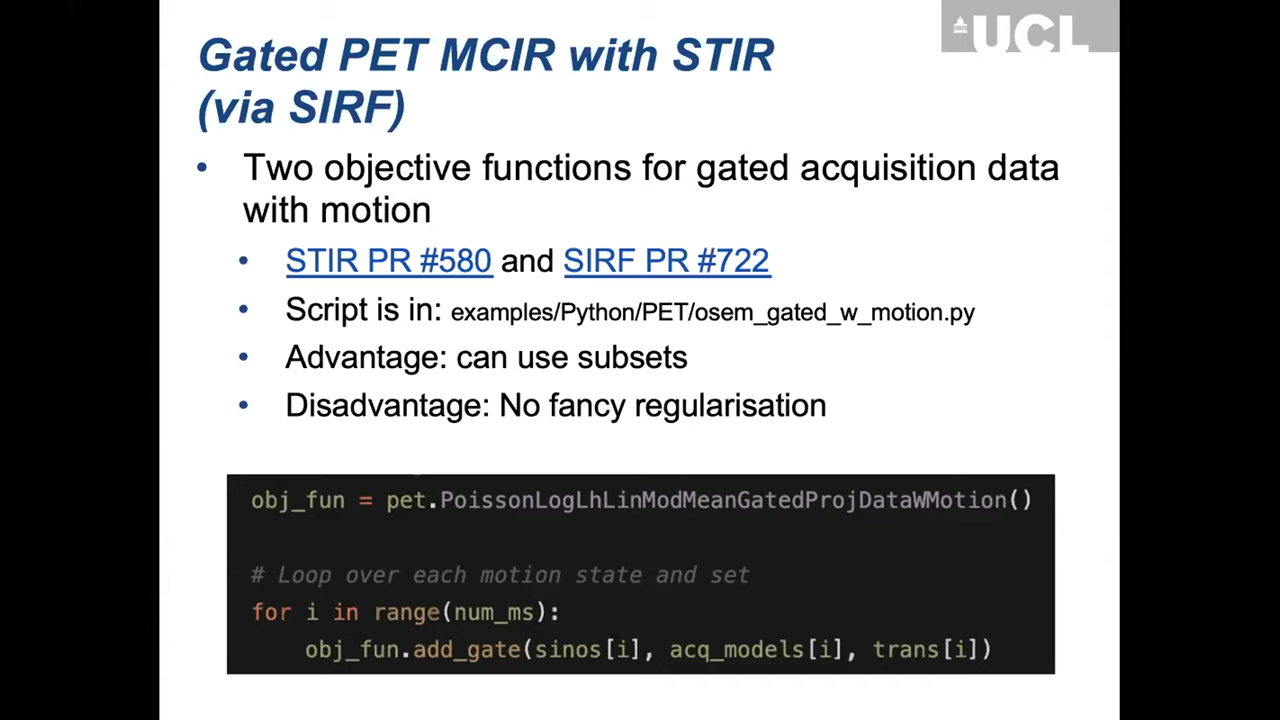 UCL
Gated PET MCIR with STIR
(via SIRF)
• Two objective functions for gated acquisition data
with motion
• STIR PR #580 and SIRF PR #722
• Script is in: examples/Python/PET/osem_gated_w_motion.py
• Advantage: can use subsets
• Disadvantage: No fancy regularisation
obj_fun = pet.PoissonLogLhLinModMeanGatedProjDataWMotion()
# Loop over each motion state and set
for i in range(num_ms):
    obj_fun.add_gate(sinos[i], acq_models[i], trans[i])